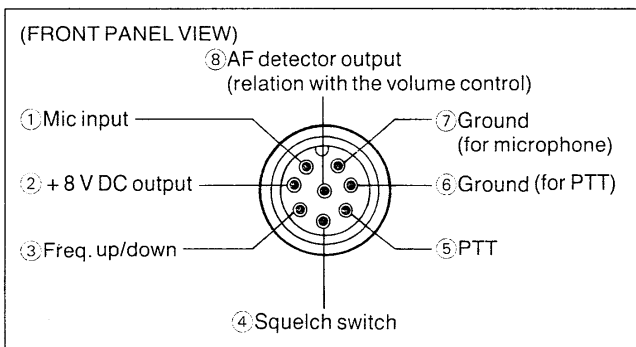 (FRONT PANEL VIEW)
⑧AF detector output
(relation with the volume control)
①Mic input
⑦Ground
(for microphone)
②+8 V DC output
⑥Ground (for PTT)
③Freq. up/down
⑤PTT
④Squelch switch